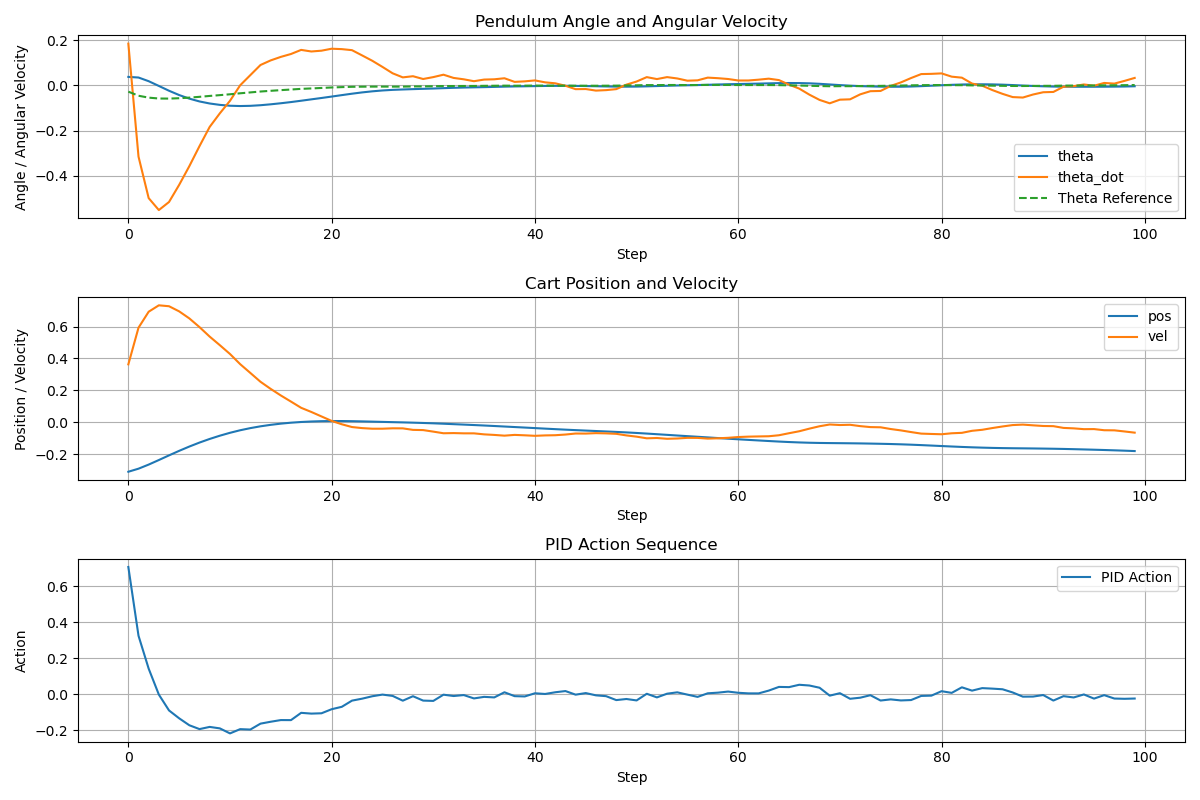 Pendulum Angle and Angular Velocity
Angle / Angular Velocity
0.2
0.0
−0.2
−0.4
theta
theta_dot
Theta Reference
0 20 40 60 80 100
Step
Cart Position and Velocity
Position / Velocity
0.6
0.4
0.2
0.0
−0.2
pos
vel
0 20 40 60 80 100
Step
PID Action Sequence
Action
0.6
0.4
0.2
0.0
−0.2
PID Action
0 20 40 60 80 100
Step